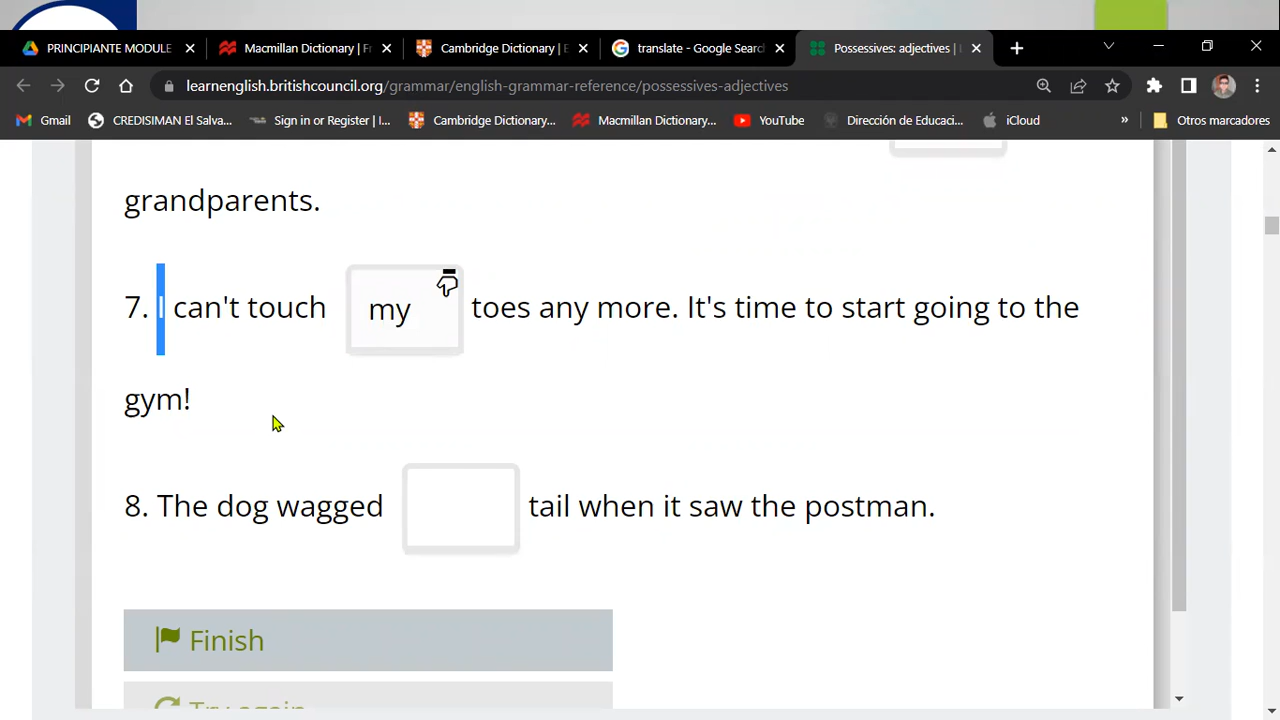 PRINCIPIANTE MODULE
Macmillan Dictionary | Fr
Cambridge Dictionary | E
translate - Google Search
Possessives: adjectives |
learnenglish.britishcouncil.org/grammar/english-grammar-reference/possessives-adjectives
Gmail
CREDISIMAN El Salva...
Sign in or Register | I...
Cambridge Dictionary...
Macmillan Dictionary...
YouTube
Dirección de Educaci...
iCloud
»
Otros marcadores
grandparents.
7. I can't touch my toes any more. It's time to start going to the
gym!
8. The dog wagged tail when it saw the postman.
Finish
Try again